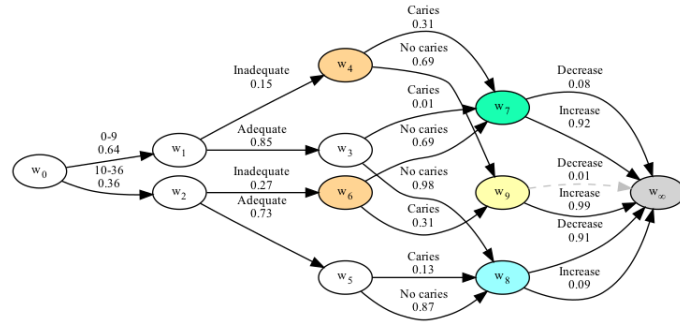 Caries
0.31
No caries
0.69
w₄
Inadequate
0.15
Caries
0.01
Decrease
0.08
w₇
Increase
0.92
0-9
0.64
w₁
Adequate
0.85
w₃
No caries
0.69
w₀
10-36
0.36
w₂
Inadequate
0.27
Adequate
0.73
w₆
No caries
0.98
Caries
0.31
w₉
Decrease
0.01
Increase
0.99
w∞
Decrease
0.91
w₅
Caries
0.13
No caries
0.87
w₈
Increase
0.09